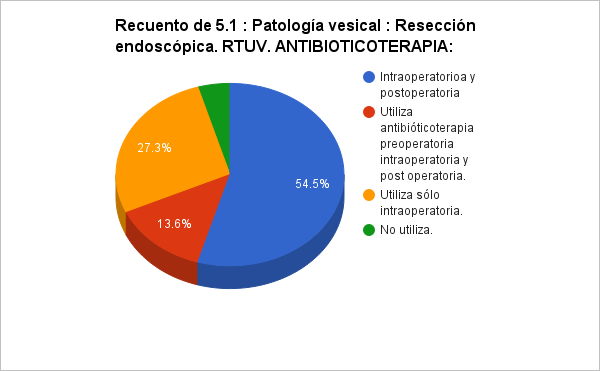 Recuento de 5.1 : Patología vesical : Resección
endoscópica. RTUV. ANTIBIOTICOTERAPIA:
Intraoperatorioa y
postoperatoria
Utiliza
antibióticoterapia
preoperatoria
intraoperatoria y
post operatoria.
Utiliza sólo
intraoperatoria.
No utiliza.
27.3%
54.5%
13.6%